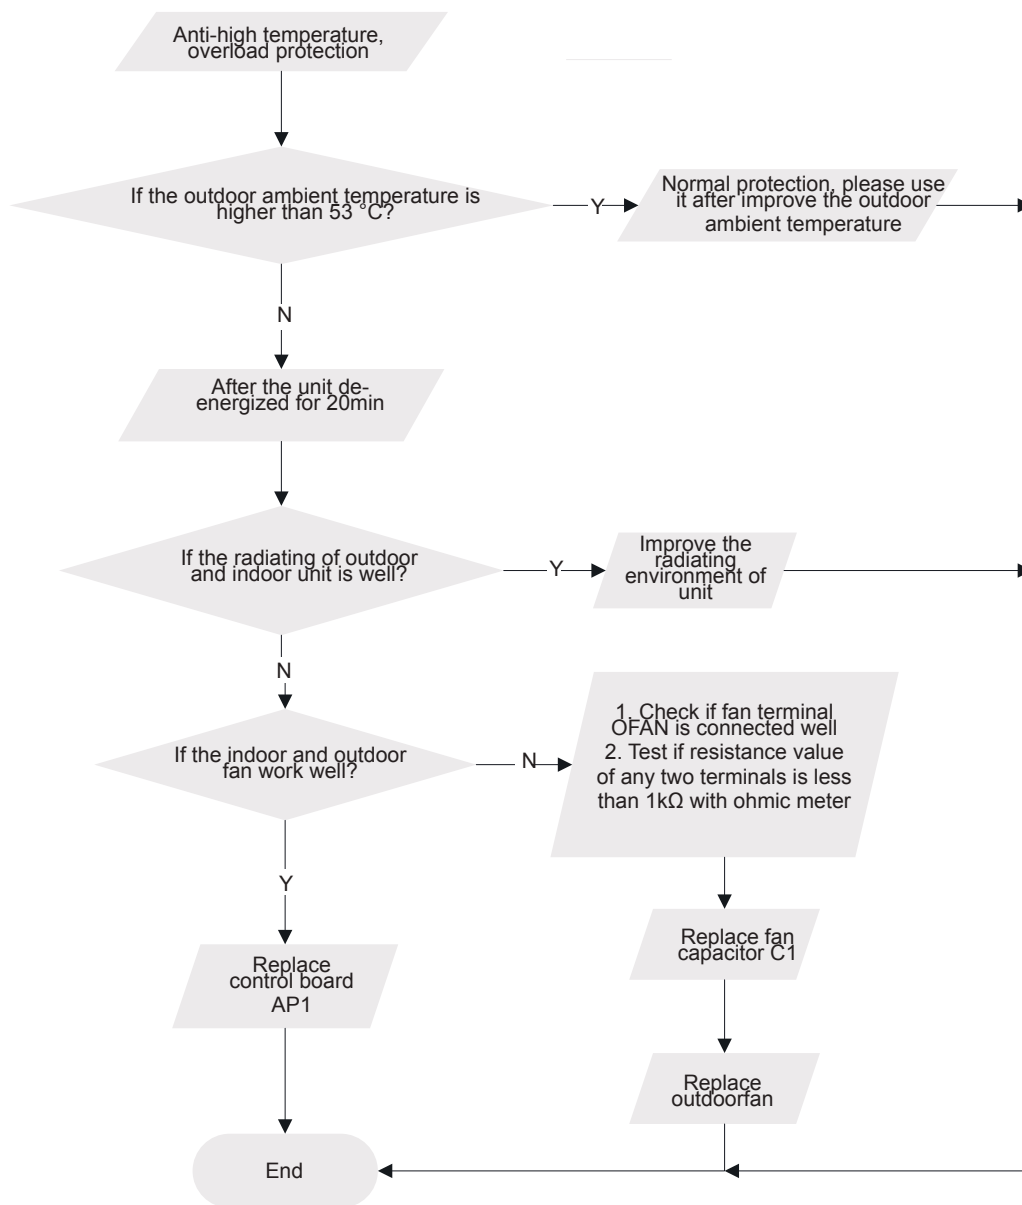 Anti-high temperature,
overload protection
If the outdoor ambient temperature is
higher than 53 °C?
Y
Normal protection, please use
it after improve the outdoor
ambient temperature
N
After the unit de-
energized for 20min
If the radiating of outdoor
and indoor unit is well?
Y
Improve the
radiating
environment of
unit
N
If the indoor and outdoor
fan work well?
N
1. Check if fan terminal
OFAN is connected well
2. Test if resistance value
of any two terminals is less
than 1kΩ with ohmic meter
Y
Replace fan
capacitor C1
Replace
control board
AP1
Replace
outdoorfan
End